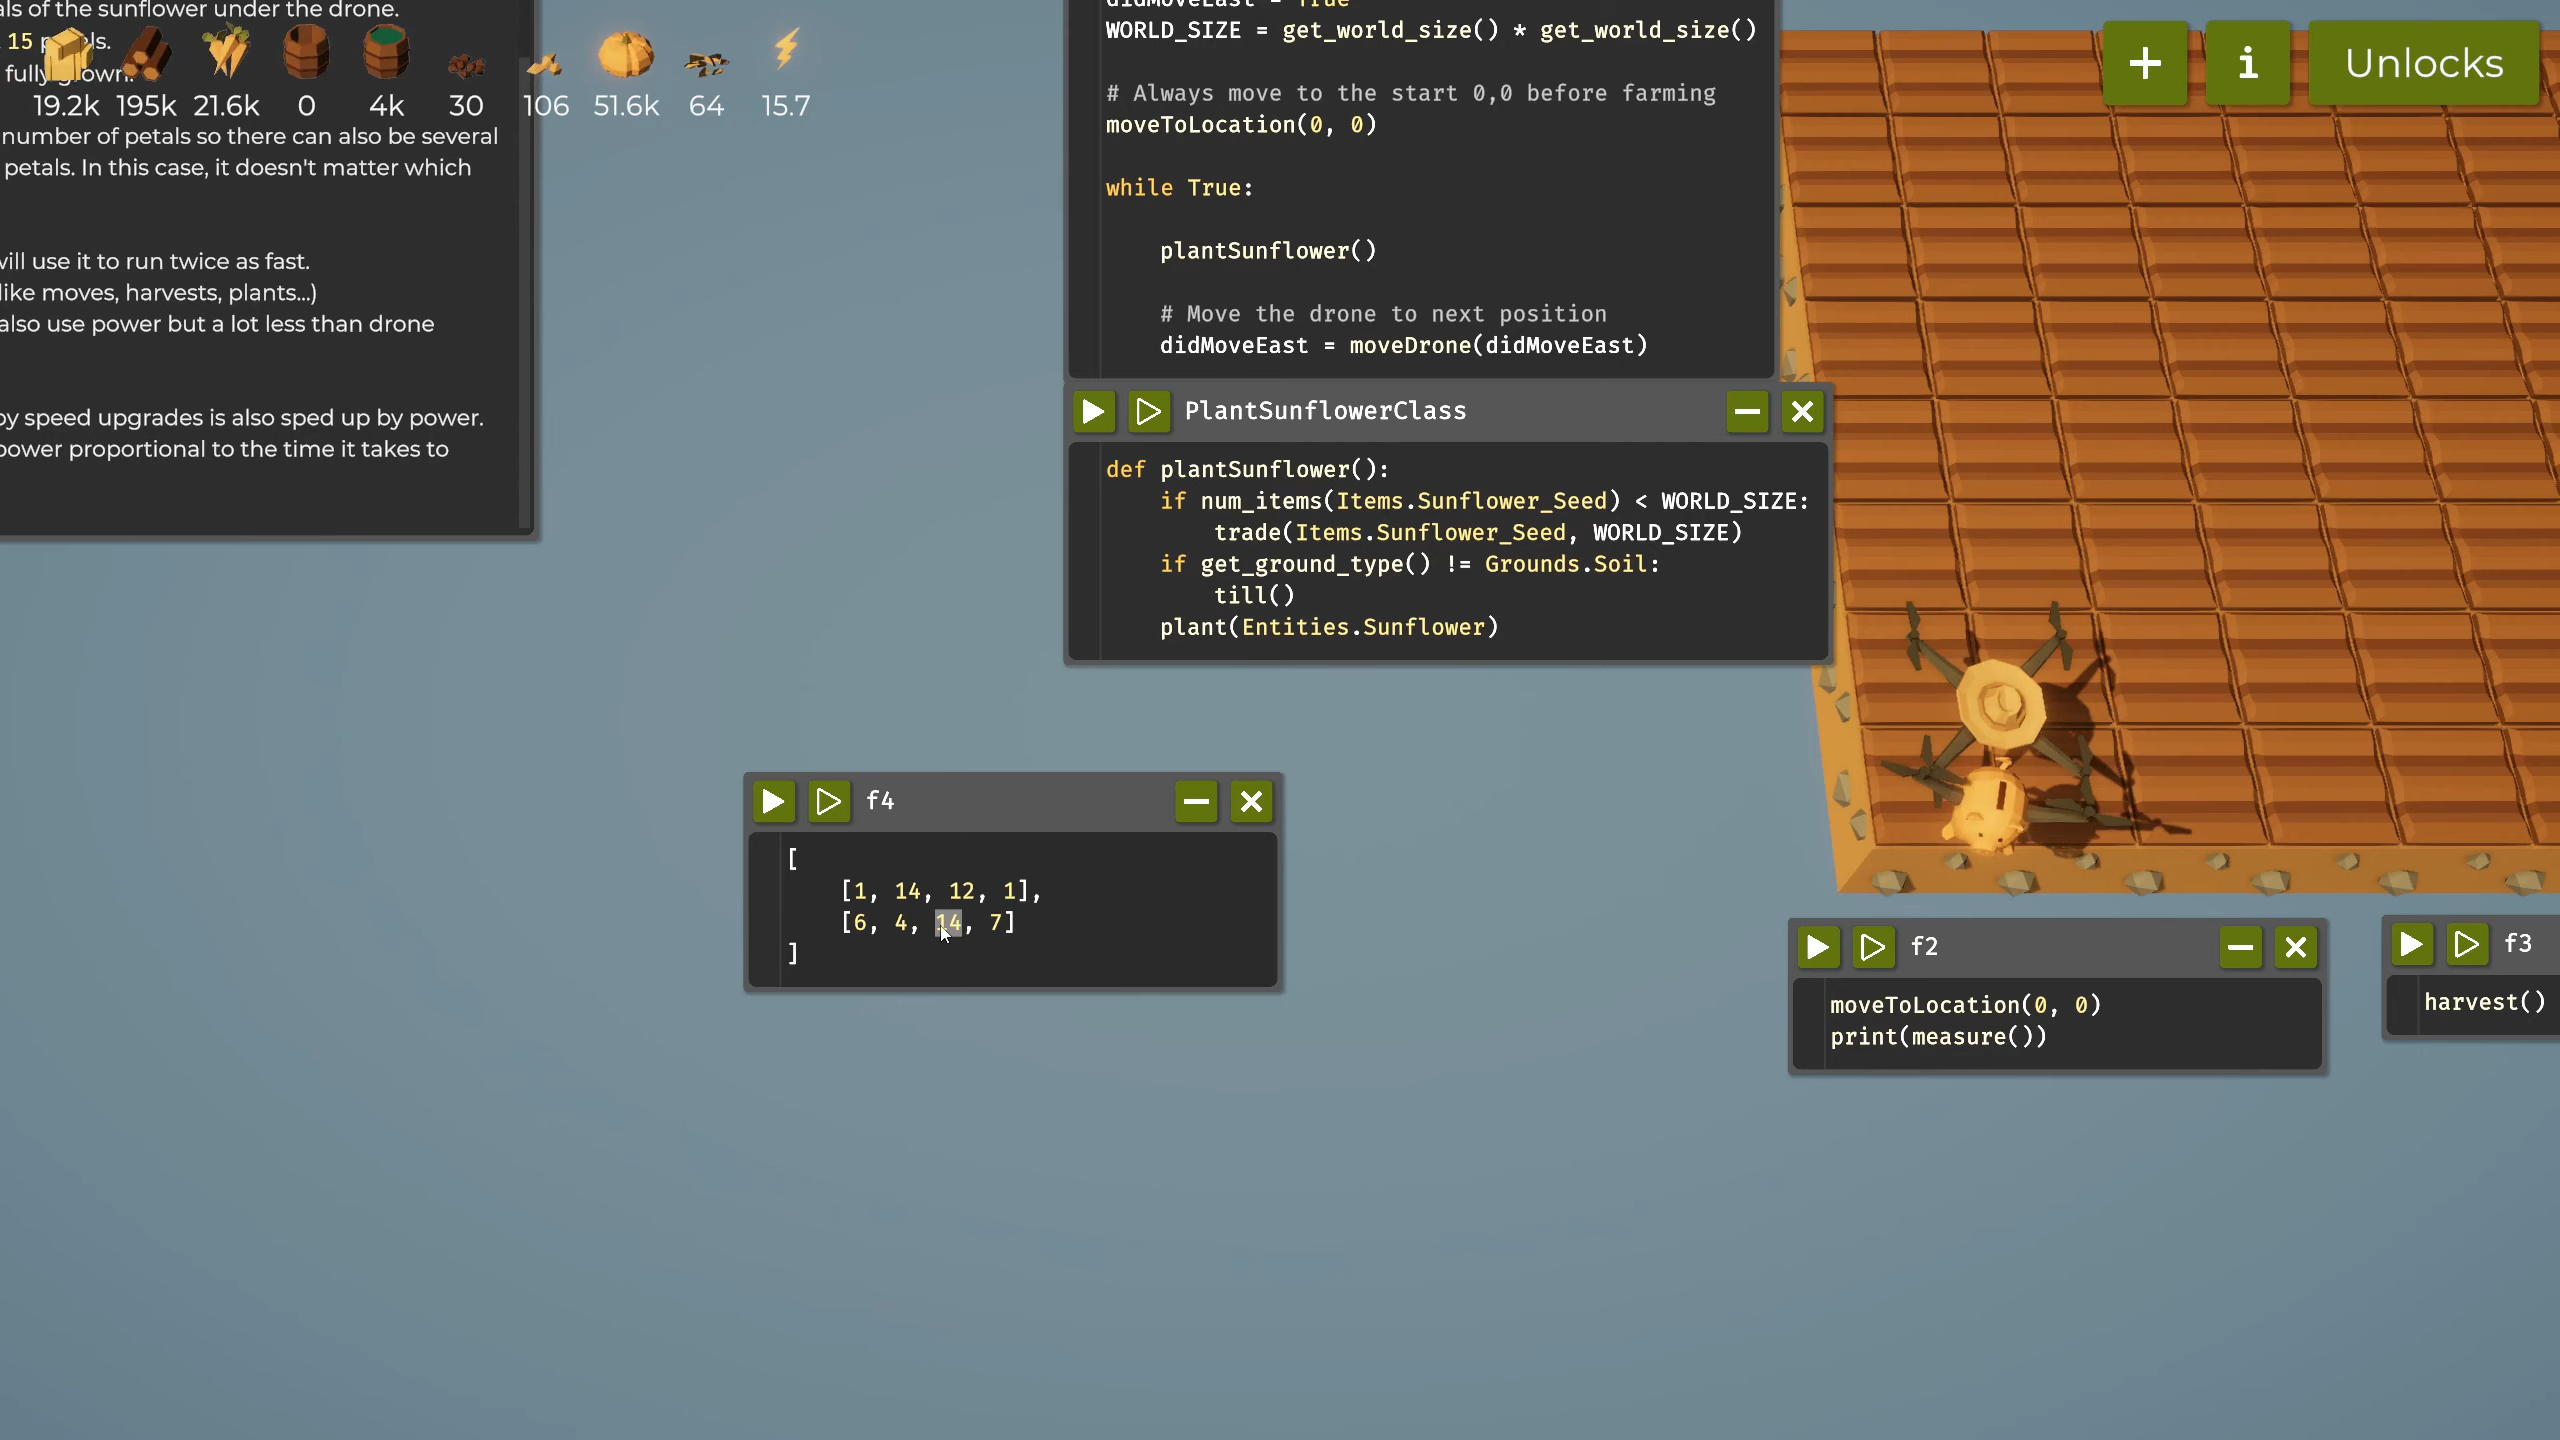 als of the sunflower under the drone.
15 petals.
fully grown.
19.2k 195k 21.6k 0 4k 30 106 51.6k 64 15.7
number of petals so there can also be several
petals. In this case, it doesn't matter which
will use it to run twice as fast.
like moves, harvests, plants...)
also use power but a lot less than drone
by speed upgrades is also sped up by power.
power proportional to the time it takes to
didMoveEast = True
WORLD_SIZE = get_world_size() * get_world_size()
# Always move to the start 0,0 before farming
moveToLocation(0, 0)
while True:
plantSunflower()
# Move the drone to next position
didMoveEast = moveDrone(didMoveEast)
+ i Unlocks
PlantSunflowerClass
def plantSunflower():
if num_items(Items.Sunflower_Seed) < WORLD_SIZE:
trade(Items.Sunflower_Seed, WORLD_SIZE)
if get_ground_type() != Grounds.Soil:
till()
plant(Entities.Sunflower)
f4
[
[1, 14, 12, 1],
[6, 4, 14, 7]
]
f2
moveToLocation(0, 0)
print(measure())
f3
harvest()